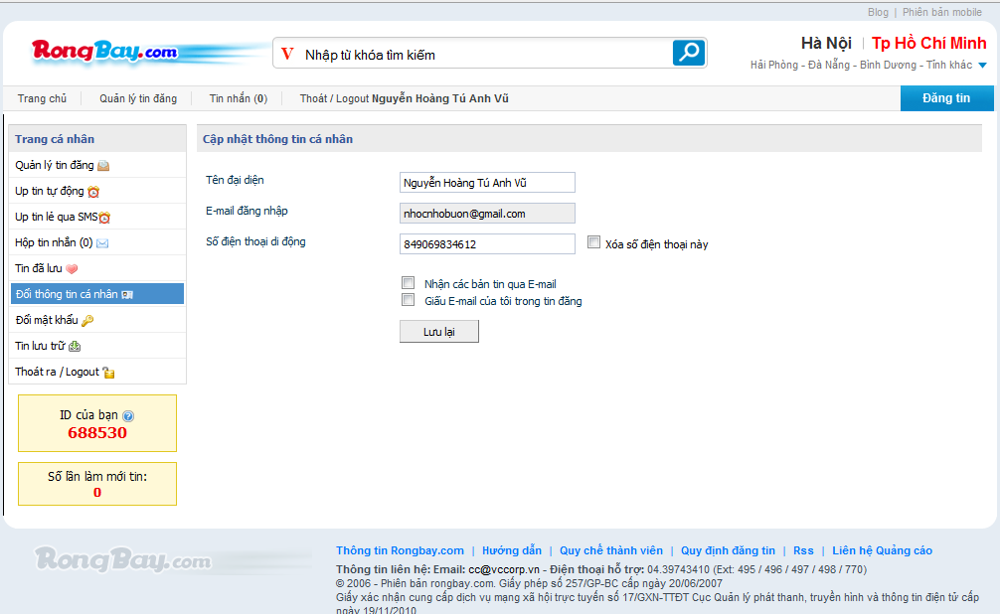 Blog | Phiên bản mobile
RongBay.com
V Nhập từ khóa tìm kiếm
Hà Nội | Tp Hồ Chí Minh
Hải Phòng - Đà Nẵng - Bình Dương - Tỉnh khác
Trang chủ
Quản lý tin đăng
Tin nhắn (0)
Thoát / Logout Nguyễn Hoàng Tú Anh Vũ
Đăng tin
Trang cá nhân
Quản lý tin đăng
Up tin tự động
Up tin lẻ qua SMS
Hộp tin nhắn (0)
Tin đã lưu
Đổi thông tin cá nhân
Đổi mật khẩu
Tin lưu trữ
Thoát ra / Logout
ID của bạn
688530
Số lần làm mới tin:
0
Cập nhật thông tin cá nhân
Tên đại diện
Nguyễn Hoàng Tú Anh Vũ
E-mail đăng nhập
nhocnhobuon@gmail.com
Số điện thoại di động
849069834612
Xóa số điện thoại này
Nhận các bản tin qua E-mail
Giấu E-mail của tôi trong tin đăng
Lưu lại
RongBay.com
Thông tin Rongbay.com | Hướng dẫn | Quy chế thành viên | Quy định đăng tin | Rss | Liên hệ Quảng cáo
Thông tin liên hệ: Email: cc@vccorp.vn - Điện thoại hỗ trợ: 04.39743410 (Ext: 495 / 496 / 497 / 498 / 770)
© 2006 - Phiên bản rongbay.com. Giấy phép số 257/GP-BC cấp ngày 20/06/2007
Giấy xác nhận cung cấp dịch vụ mạng xã hội trực tuyến số 17/GXN-TTĐT Cục Quản lý phát thanh, truyền hình và thông tin điện tử cấp
ngày 19/11/2010